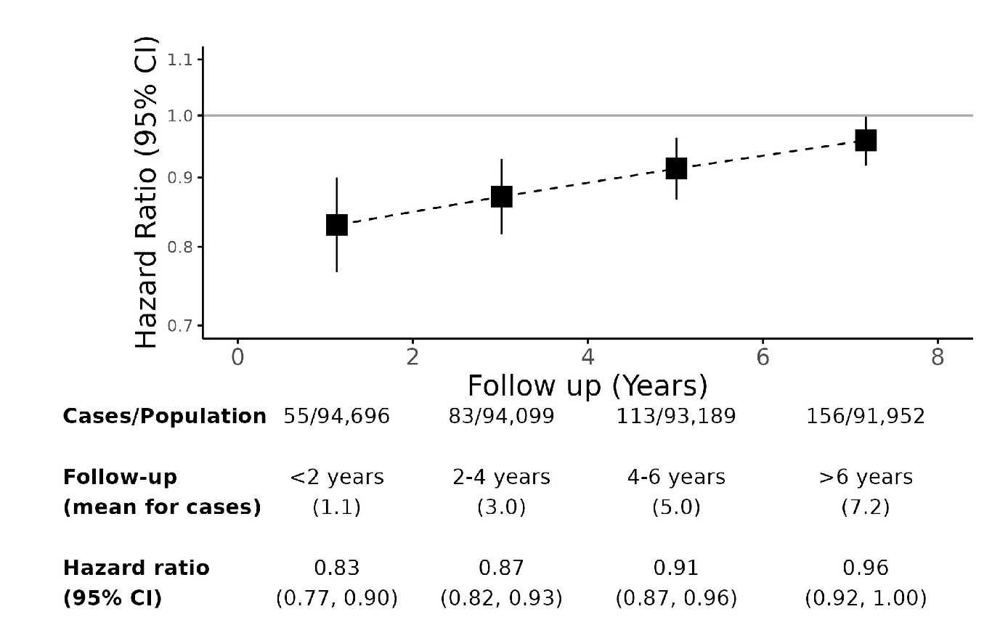 Hazard Ratio (95% CI)
1.1
1.0
0.9
0.8
0.7
0 2 4 6 8
Follow up (Years)
Cases/Population 55/94,696 83/94,099 113/93,189 156/91,952
Follow-up <2 years 2-4 years 4-6 years >6 years
(mean for cases) (1.1) (3.0) (5.0) (7.2)
Hazard ratio 0.83 0.87 0.91 0.96
(95% CI) (0.77, 0.90) (0.82, 0.93) (0.87, 0.96) (0.92, 1.00)